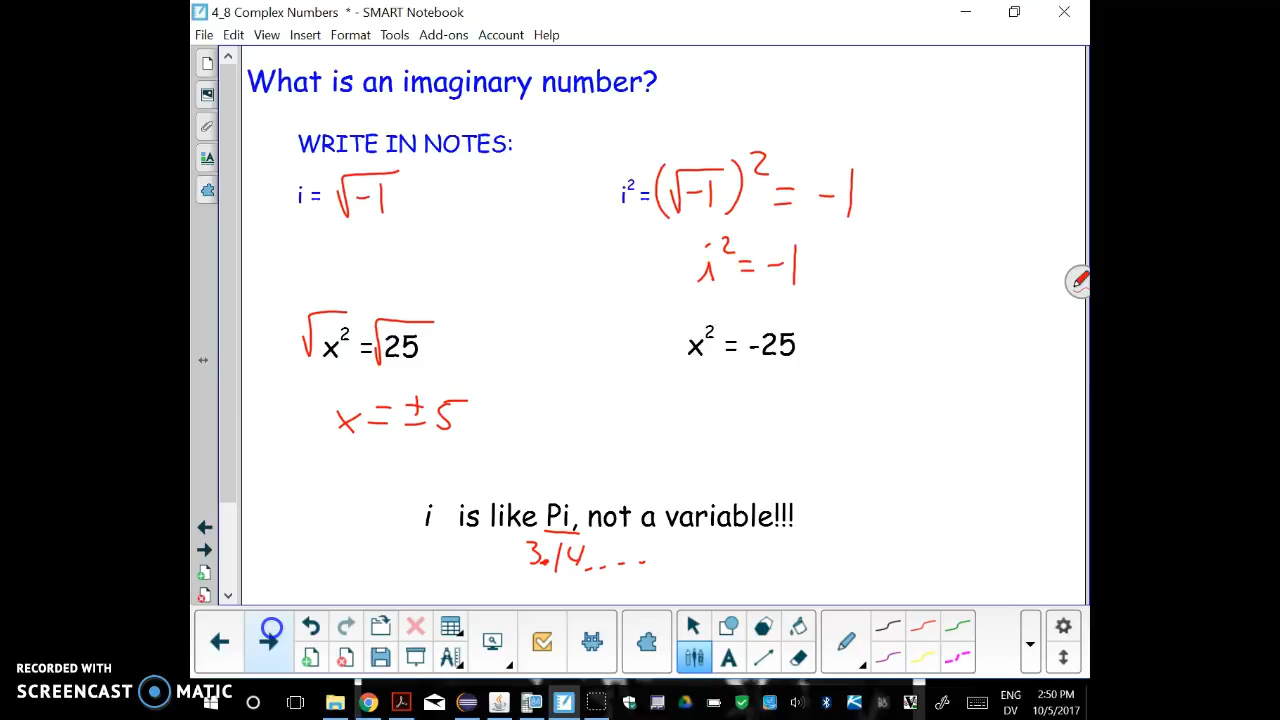 4_8 Complex Numbers * - SMART Notebook
File Edit View Insert Format Tools Add-ons Account Help
What is an imaginary number?
WRITE IN NOTES:
i = √-1
i² = (√-1)² = -1
i² = -1
√x² = √25
x² = -25
x = ±5
i is like Pi, not a variable!!!
3.14....
RECORDED WITH
SCREENCAST MATIC
ENG
DV
2:50 PM
10/5/2017